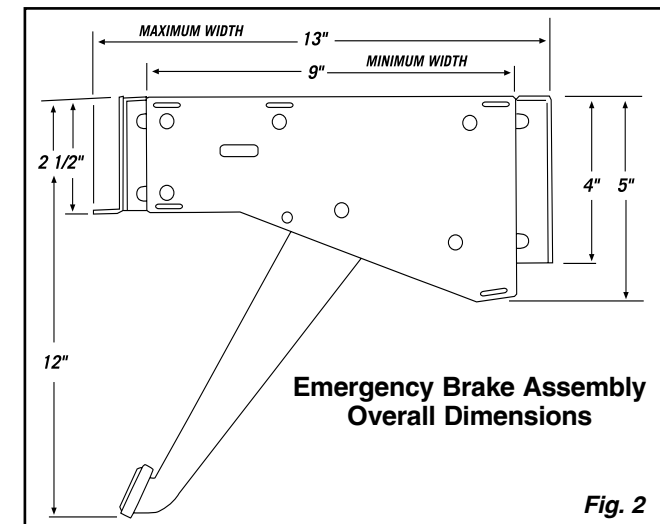 MAXIMUM WIDTH
13"
9"
MINIMUM WIDTH
2 1/2"
4"
5"
12"
Emergency Brake Assembly
Overall Dimensions
Fig. 2